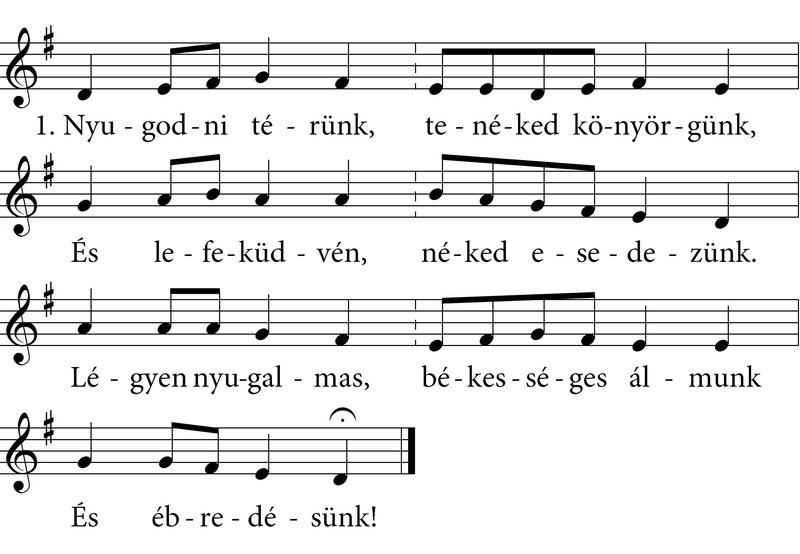 1. Nyu - god - ni té - rünk, te - né - ked kö - nyör - günk,
És le - fe - küd - vén, né - ked e - se - de - zünk.
Lé - gyen nyu - gal - mas, bé - kes - sé - ges ál - munk
És éb - re - dé - sünk!